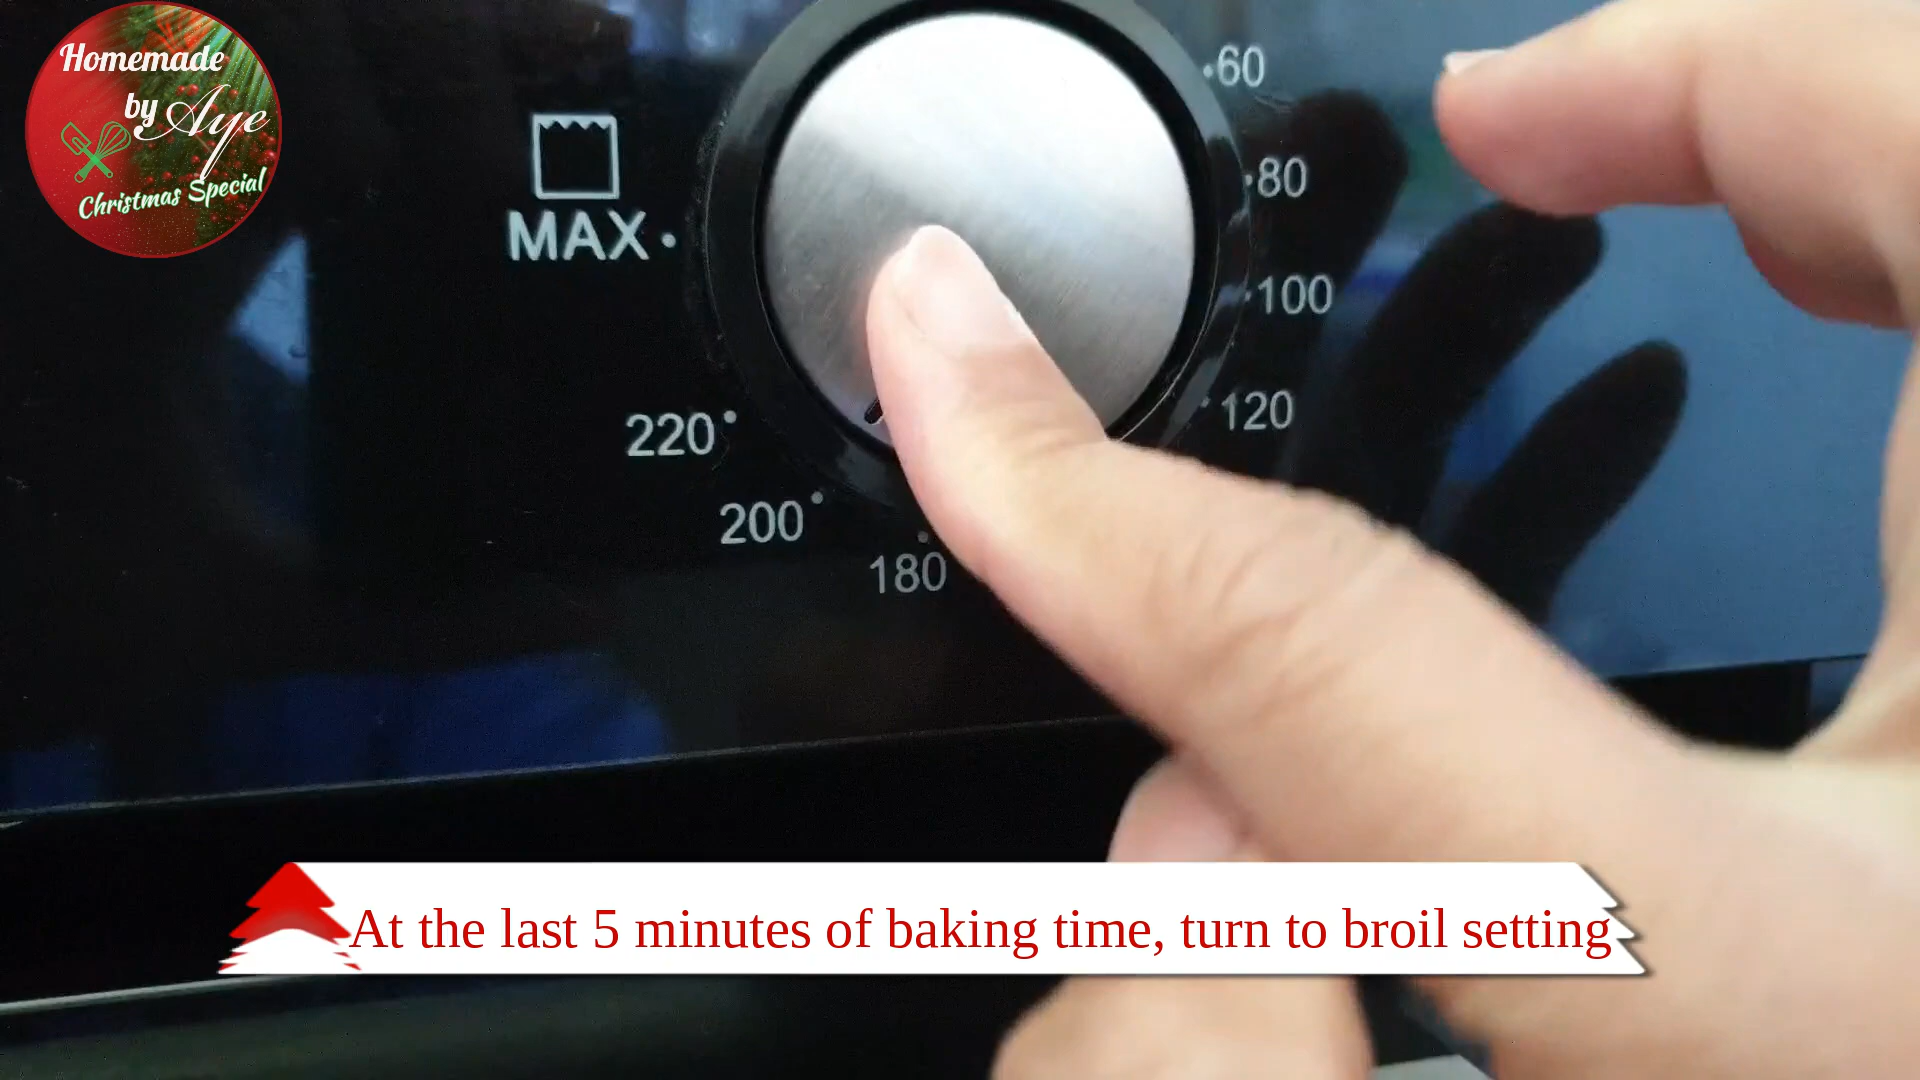 Homemade
by Aye
Christmas Special
MAX
60
80
100
120
220
200
180
At the last 5 minutes of baking time, turn to broil setting